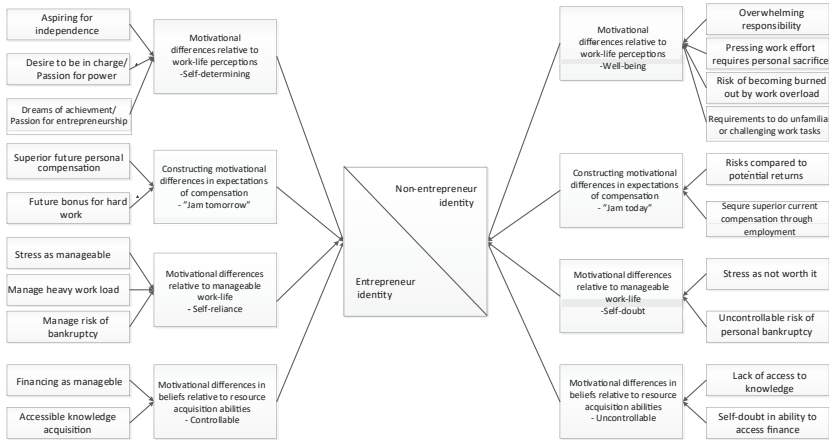 Aspiring for
independence
Desire to be in charge/
Passion for power
Dreams of achievment/
Passion for entrepreneurship
Motivational
differences relative to
work-life perceptions
-Self-determining
Superior future personal
compensation
Future bonus for hard
work
Constructing motivational
differences in expectations
of compensation
- ”Jam tomorrow”
Stress as manageable
Manage heavy work load
Manage risk of
bankruptcy
Motivational differences
relative to manageable
work-life
- Self-reliance
Financing as manageble
Accessible knowledge
acquisition
Motivational differences in
beliefs relative to resource
acquisition abilities
- Controllable
Non-entrepreneur
identity
Entrepreneur
identity
Motivational
differences relative to
work-life perceptions
-Well-being
Overwhelming
responsibility
Pressing work effort
requires personal sacrifice
Risk of becoming burned
out by work overload
Requirements to do unfamilia
or challenging work tasks
Constructing motivational
differences in expectations
of compensation
- ”Jam today”
Risks compared to
potential returns
Sequre superior current
compensation through
employment
Motivational differences
relative to manageable
work-life
-Self-doubt
Stress as not worth it
Uncontrollable risk of
personal bankruptcy
Motivational differences in
beliefs relative to resource
acquisition abilities
- Uncontrollable
Lack of access to
knowledge
Self-doubt in ability to
access finance